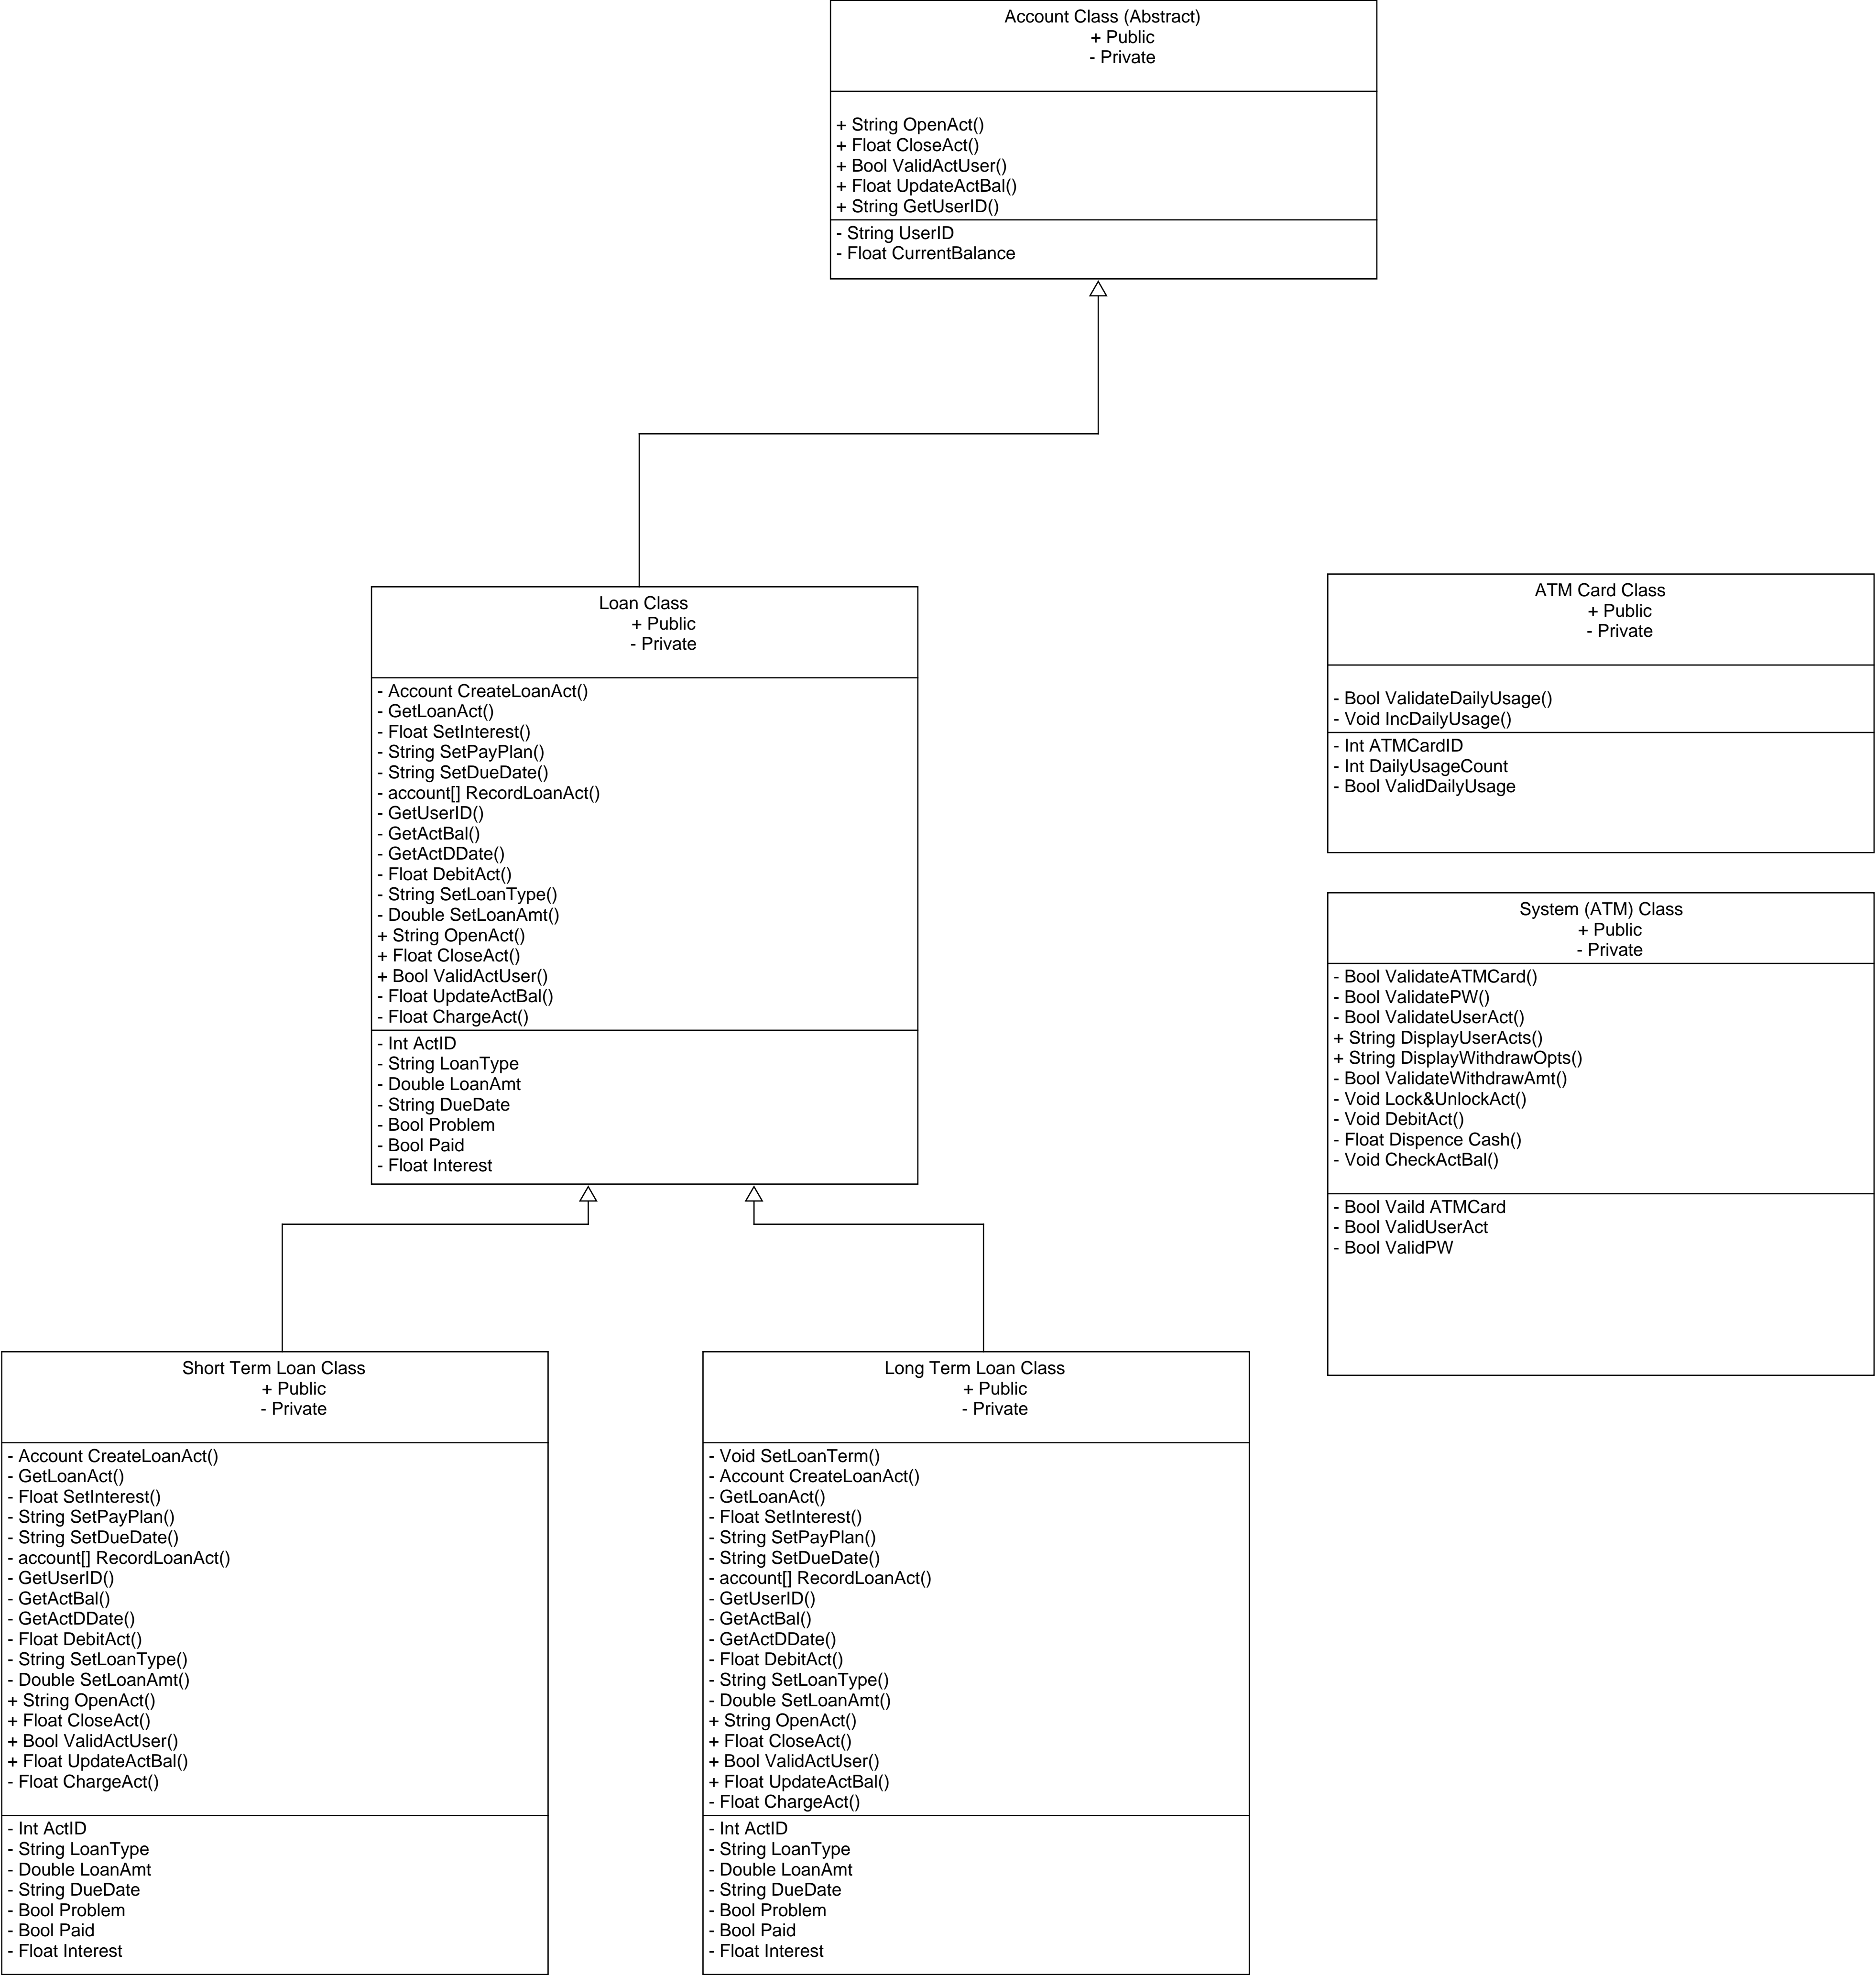 Account Class (Abstract)
+ Public
- Private
+ String OpenAct()
+ Float CloseAct()
+ Bool ValidActUser()
+ Float UpdateActBal()
+ String GetUserID()
- String UserID
- Float CurrentBalance
Loan Class
+ Public
- Private
- Account CreateLoanAct()
- GetLoanAct()
- Float SetInterest()
- String SetPayPlan()
- String SetDueDate()
- account[] RecordLoanAct()
- GetUserID()
- GetActBal()
- GetActDDate()
- Float DebitAct()
- String SetLoanType()
- Double SetLoanAmt()
+ String OpenAct()
+ Float CloseAct()
+ Bool ValidActUser()
- Float UpdateActBal()
- Float ChargeAct()
- Int ActID
- String LoanType
- Double LoanAmt
- String DueDate
- Bool Problem
- Bool Paid
- Float Interest
ATM Card Class
+ Public
- Private
- Bool ValidateDailyUsage()
- Void IncDailyUsage()
- Int ATMCardID
- Int DailyUsageCount
- Bool ValidDailyUsage
System (ATM) Class
+ Public
- Private
- Bool ValidateATMCard()
- Bool ValidatePW()
- Bool ValidateUserAct()
+ String DisplayUserActs()
+ String DisplayWithdrawOpts()
- Bool ValidateWithdrawAmt()
- Void Lock&UnlockAct()
- Void DebitAct()
- Float Dispence Cash()
- Void CheckActBal()
- Bool Vaild ATMCard
- Bool ValidUserAct
- Bool ValidPW
Short Term Loan Class
+ Public
- Private
- Account CreateLoanAct()
- GetLoanAct()
- Float SetInterest()
- String SetPayPlan()
- String SetDueDate()
- account[] RecordLoanAct()
- GetUserID()
- GetActBal()
- GetActDDate()
- Float DebitAct()
- String SetLoanType()
- Double SetLoanAmt()
+ String OpenAct()
+ Float CloseAct()
+ Bool ValidActUser()
+ Float UpdateActBal()
- Float ChargeAct()
- Int ActID
- String LoanType
- Double LoanAmt
- String DueDate
- Bool Problem
- Bool Paid
- Float Interest
Long Term Loan Class
+ Public
- Private
- Void SetLoanTerm()
- Account CreateLoanAct()
- GetLoanAct()
- Float SetInterest()
- String SetPayPlan()
- String SetDueDate()
- account[] RecordLoanAct()
- GetUserID()
- GetActBal()
- GetActDDate()
- Float DebitAct()
- String SetLoanType()
- Double SetLoanAmt()
+ String OpenAct()
+ Float CloseAct()
+ Bool ValidActUser()
+ Float UpdateActBal()
- Float ChargeAct()
- Int ActID
- String LoanType
- Double LoanAmt
- String DueDate
- Bool Problem
- Bool Paid
- Float Interest